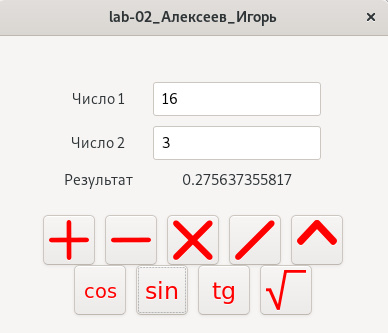 lab-02_Алексеев_Игорь ×
Число 1 16
Число 2 3
Результат 0.275637355817
+ − × / ^
cos sin tg √